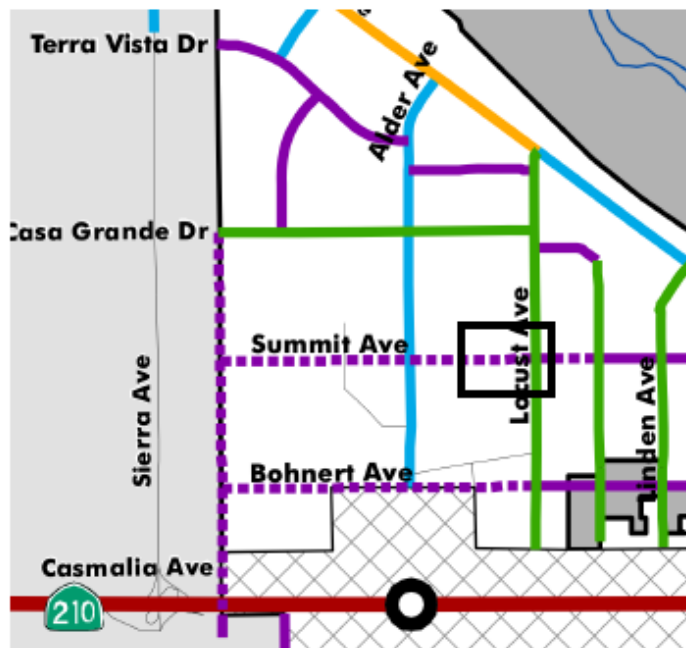 Terra Vista Dr
Alder Ave
Casa Grande Dr
Summit Ave
Locust Ave
Sierra Ave
Linden Ave
Bohnert Ave
Casmalia Ave
210